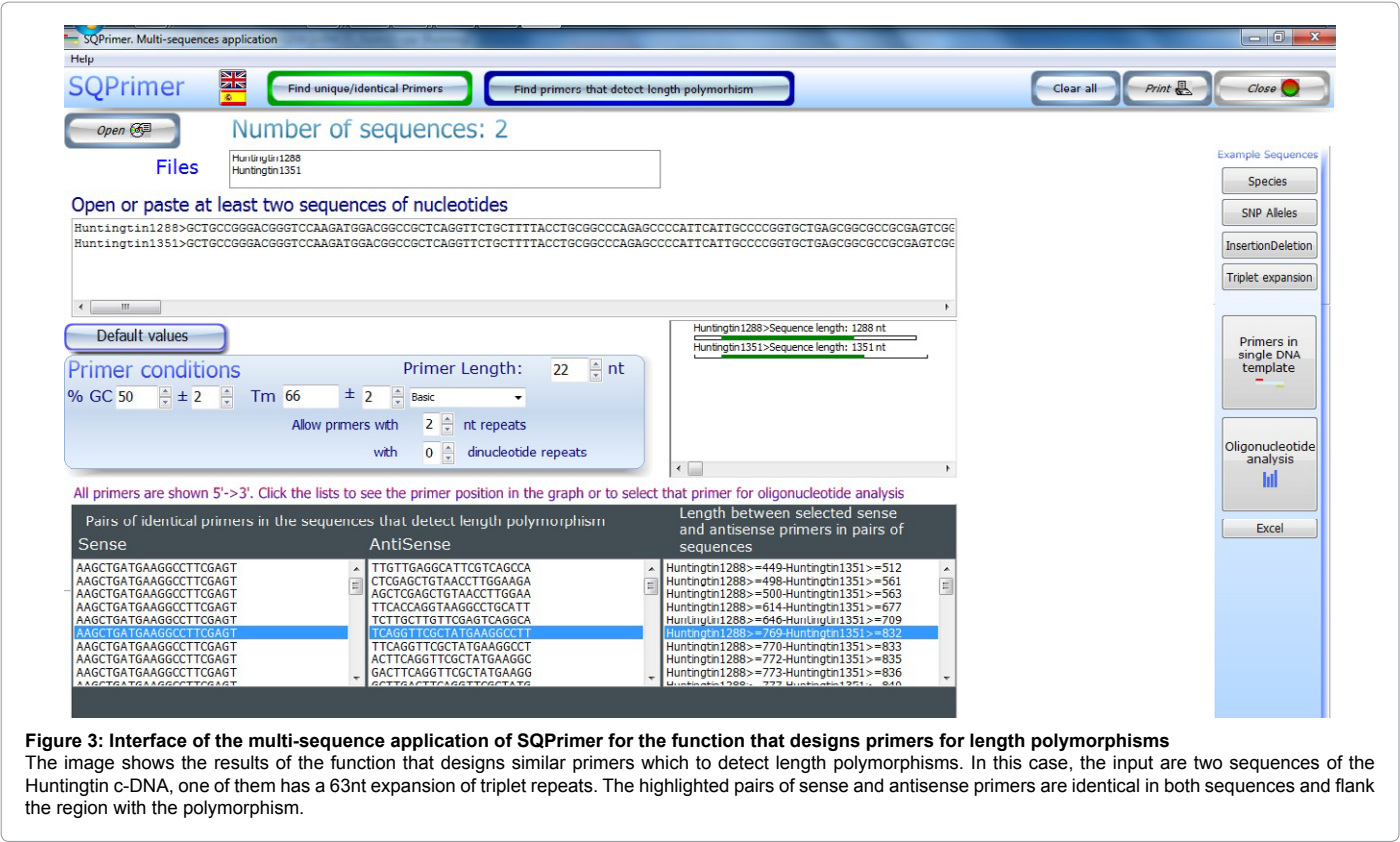 SQPrimer. Multi-sequences application
Help
SQPrimer
Find unique/identical Primers
Find primers that detect length polymorhism
Clear all
Print
Close
Open
Number of sequences: 2
Files
Huntingtin1288
Huntingtin1351
Open or paste at least two sequences of nucleotides
Huntingtin1288>GCTGCCGGGACGGGTCCAAGATGGACGGCCGCTCAGGTTCTGCTTTTACCTGCGGCCCAGAGCCCCATTCATTGCCCCGGTGCTGAGCGGCGCCGCGAGTCGG
Huntingtin1351>GCTGCCGGGACGGGTCCAAGATGGACGGCCGCTCAGGTTCTGCTTTTACCTGCGGCCCAGAGCCCCATTCATTGCCCCGGTGCTGAGCGGCGCCGCGAGTCGG
Example Sequences
Species
SNP Alleles
InsertionDeletion
Triplet expansion
Primers in
single DNA
template
Oligonucleotide
analysis
Excel
Default values
Primer conditions
Primer Length: 22 nt
% GC 50 ± 2 Tm 66 ± 2 Basic
Allow primers with 2 nt repeats
with 0 dinucleotide repeats
Huntingtin1288>Sequence length: 1288 nt
Huntingtin1351>Sequence length: 1351 nt
All primers are shown 5'->3'. Click the lists to see the primer position in the graph or to select that primer for oligonucleotide analysis
Pairs of identical primers in the sequences that detect length polymorphism
Sense
AntiSense
Length between selected sense
and antisense primers in pairs of
sequences
AAGCTGATGAAGGCCTTCGAGT TTGTTGAGGCATTCGTCAGCCA Huntingtin1288>=449-Huntingtin1351>=512
AAGCTGATGAAGGCCTTCGAGT CTCGAGCTGTAACCTTGGAAGA Huntingtin1288>=498-Huntingtin1351>=561
AAGCTGATGAAGGCCTTCGAGT AGCTCGAGCTGTAACCTTGGAA Huntingtin1288>=500-Huntingtin1351>=563
AAGCTGATGAAGGCCTTCGAGT TTCACCAGGTAAGGCCTGCATT Huntingtin1288>=614-Huntingtin1351>=677
AAGCTGATGAAGGCCTTCGAGT TCTTGCTTGTTCGAGTCAGGCA Huntingtin1288>=646-Huntingtin1351>=709
AAGCTGATGAAGGCCTTCGAGT TCAGGTTCGCTATGAAGGCCTT Huntingtin1288>=769-Huntingtin1351>=832
AAGCTGATGAAGGCCTTCGAGT TTCAGGTTCGCTATGAAGGCCT Huntingtin1288>=770-Huntingtin1351>=833
AAGCTGATGAAGGCCTTCGAGT ACTTCAGGTTCGCTATGAAGGC Huntingtin1288>=772-Huntingtin1351>=835
AAGCTGATGAAGGCCTTCGAGT GACTTCAGGTTCGCTATGAAGG Huntingtin1288>=773-Huntingtin1351>=836
Figure 3: Interface of the multi-sequence application of SQPrimer for the function that designs primers for length polymorphisms
The image shows the results of the function that designs similar primers which to detect length polymorphisms. In this case, the input are two sequences of the
Huntingtin c-DNA, one of them has a 63nt expansion of triplet repeats. The highlighted pairs of sense and antisense primers are identical in both sequences and flank
the region with the polymorphism.